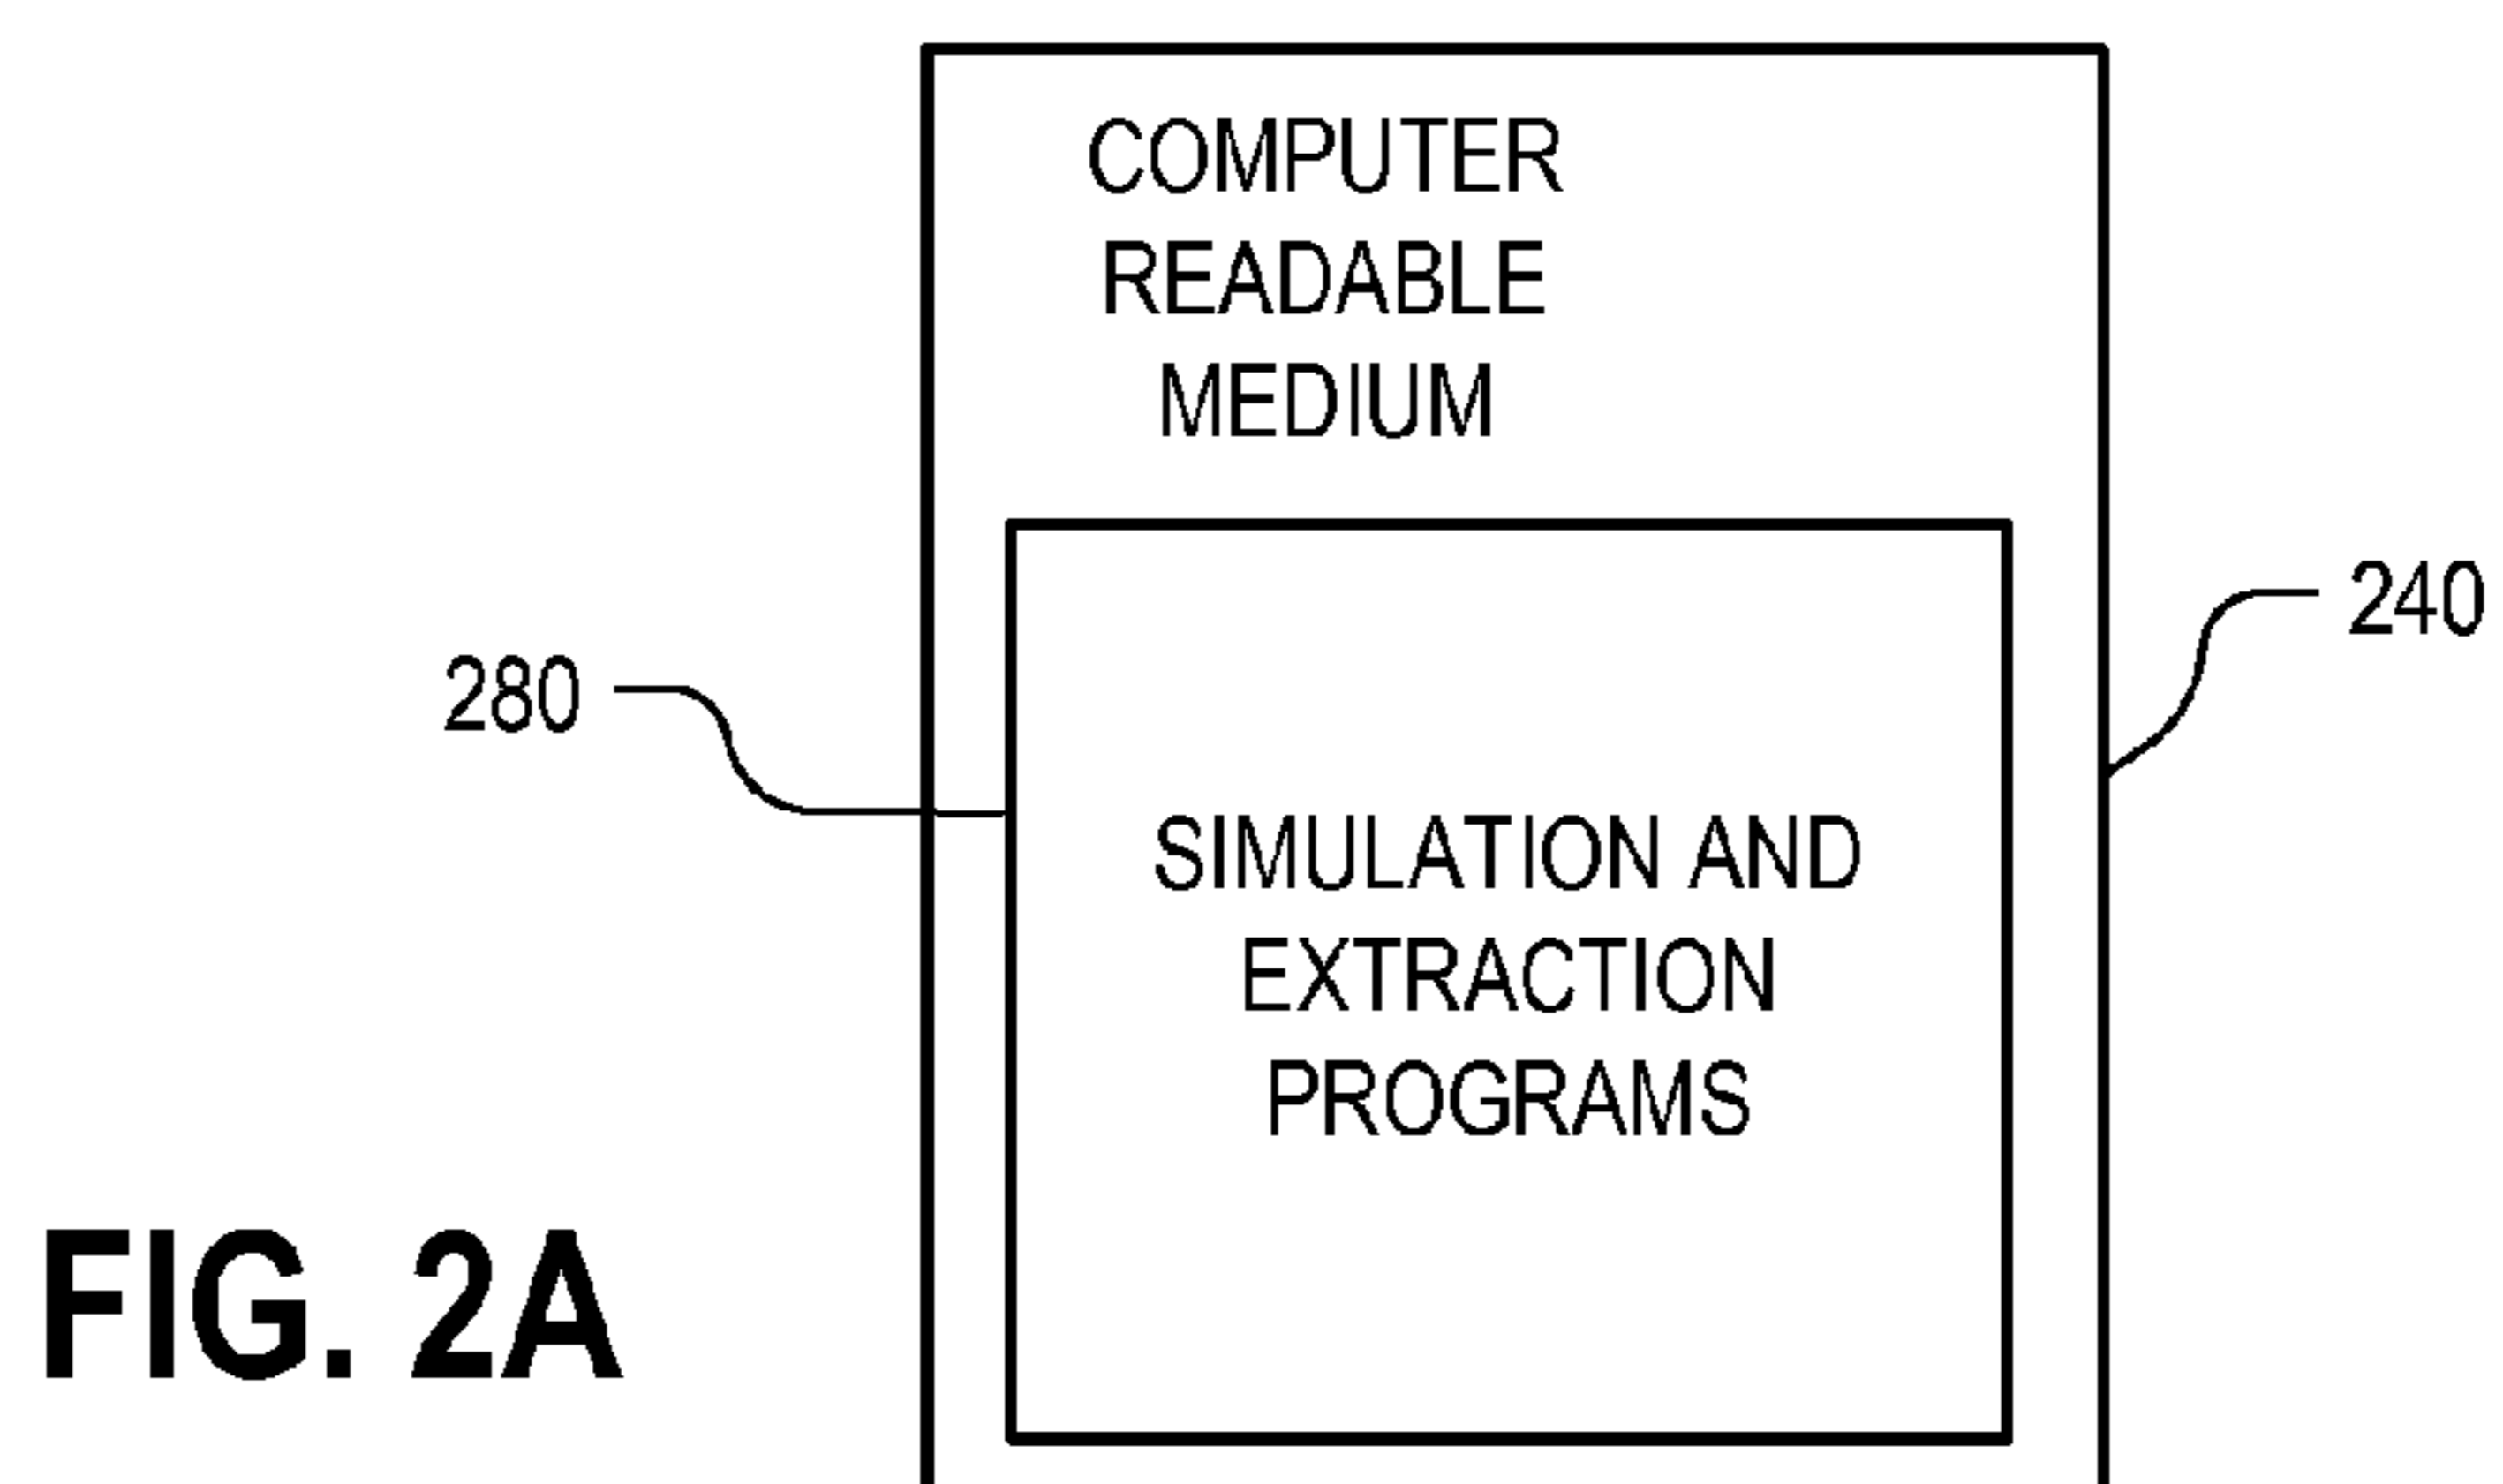 COMPUTER
READABLE
MEDIUM
240
280
SIMULATION AND
EXTRACTION
PROGRAMS
FIG. 2A